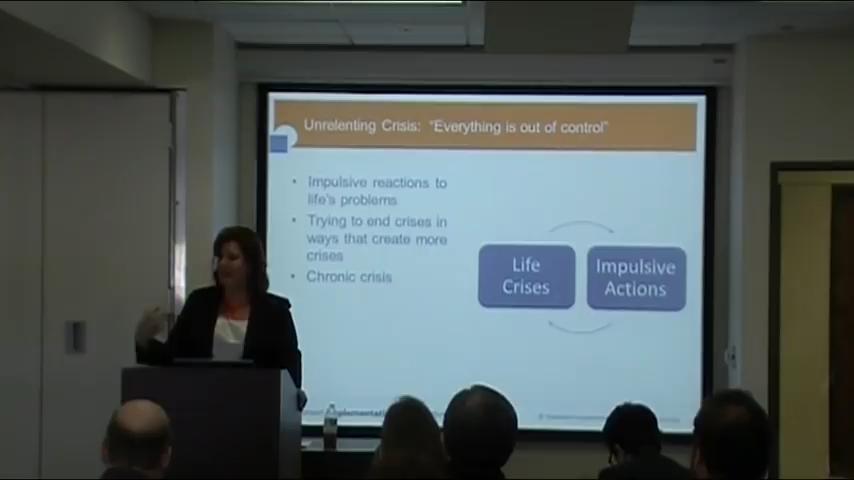 Unrelenting Crisis: "Everything is out of control"
• Impulsive reactions to
life's problems
• Trying to end crises in
ways that create more
crises
• Chronic crisis
Life
Crises
Impulsive
Actions